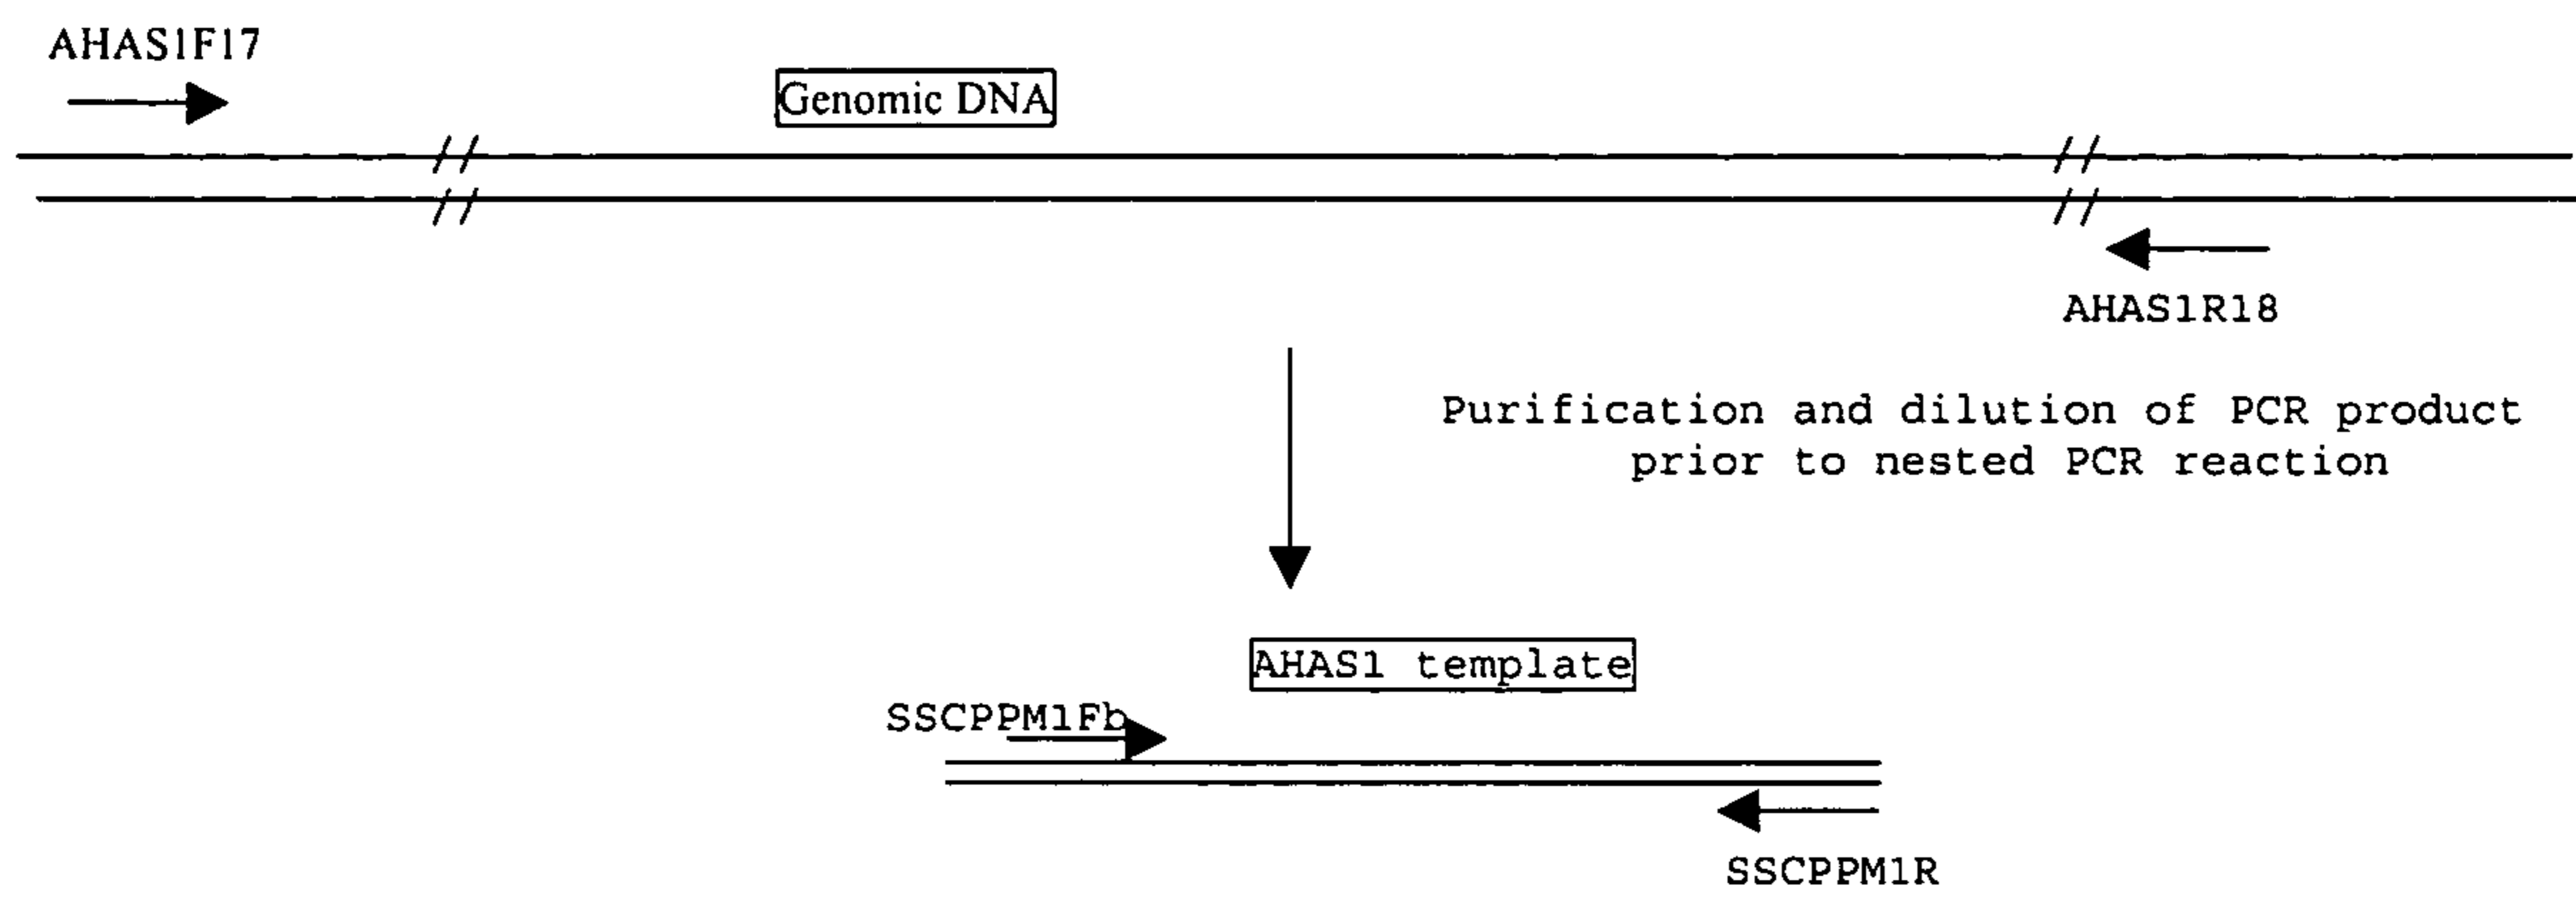 AHAS1F17
Genomic DNA
AHAS1R18
Purification and dilution of PCR product
prior to nested PCR reaction
AHAS1 template
SSCPPM1Fb
SSCPPM1R